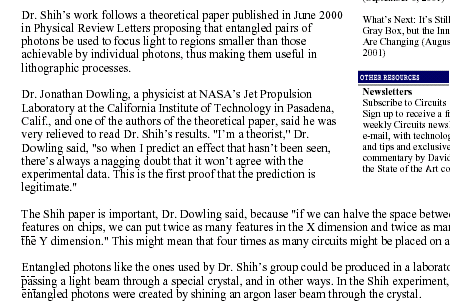 Dr. Shih's work follows a theoretical paper published in June 2000
in Physical Review Letters proposing that entangled pairs of
photons be used to focus light to regions smaller than those
achievable by individual photons, thus making them useful in
lithographic processes.
Dr. Jonathan Dowling, a physicist at NASA's Jet Propulsion
Laboratory at the California Institute of Technology in Pasadena,
Calif., and one of the authors of the theoretical paper, said he was
very relieved to read Dr. Shih's results. "I'm a theorist," Dr.
Dowling said, "so when I predict an effect that hasn't been seen,
there's always a nagging doubt that it won't agree with the
experimental data. This is the first proof that the prediction is
legitimate."
The Shih paper is important, Dr. Dowling said, because "if we can halve the space betwe
features on chips, we can put twice as many features in the X dimension and twice as mar
the Y dimension." This might mean that four times as many circuits might be placed on a
Entangled photons like the ones used by Dr. Shih's group could be produced in a laborato
passing a light beam through a special crystal, and in other ways. In the Shih experiment,
entangled photons were created by shining an argon laser beam through the crystal.
What's Next: It's Still
Gray Box, but the Inn
Are Changing (Augus
2001)
OTHER RESOURCES
Newsletters
Subscribe to Circuits
Sign up to receive a fr
weekly Circuits news
e-mail, with technolog
and tips and exclusive
commentary by David
the State of the Art co